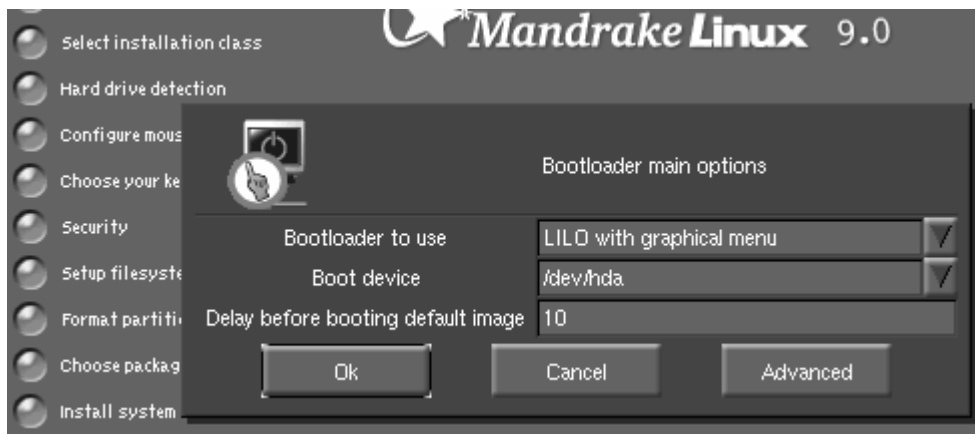 Mandrake Linux 9.0
Select installation class
Hard drive detection
Configure mous
Choose your ke
Security
Setup filesyste
Format partiti
Choose packag
Install system
Bootloader main options
Bootloader to use LILO with graphical menu
Boot device /dev/hda
Delay before booting default image 10
Ok Cancel Advanced